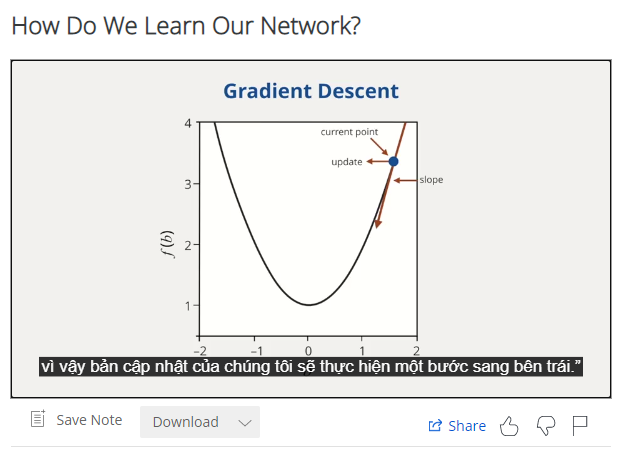 How Do We Learn Our Network?
Gradient Descent
4
current point
update
slope
3
f(b)
2
1
-2 -1 0 1 2
vì vậy bản cập nhật của chúng tôi sẽ thực hiện một bước sang bên trái.”
Save Note Download Share